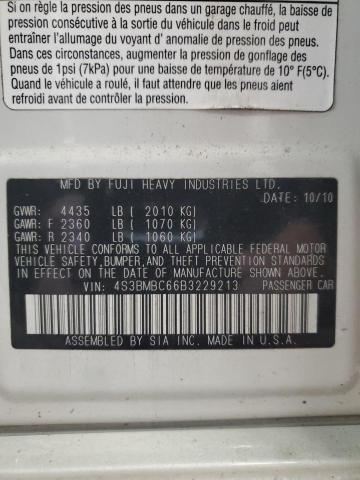 Si on règle la pression des pneus dans un garage chauffé, la baisse de
pression consécutive à la sortie du véhicule dans le froid peut
entraîner l'allumage du voyant d' anomalie de pression des pneus.
Dans ces circonstances, augmenter la pression de gonflage des
pneus de 1psi (7kPa) pour une baisse de température de 10° F(5°C).
Quand le véhicule a roulé, il faut attendre que les pneus aient
refroidi avant de contrôler la pression.
MFD BY FUJI HEAVY INDUSTRIES LTD.
DATE: 10/10
GVWR: 4435 LB ( 2010 KG)
GAWR: F 2360 LB ( 1070 KG)
GAWR: R 2340 LB ( 1060 KG)
THIS VEHICLE CONFORMS TO ALL APPLICABLE FEDERAL MOTOR
VEHICLE SAFETY, BUMPER, AND THEFT PREVENTION STANDARDS
IN EFFECT ON THE DATE OF MANUFACTURE SHOWN ABOVE.
VIN: 4S3BMBC66B3229213 PASSENGER CAR
ASSEMBLED BY SIA INC. MADE IN U.S.A.